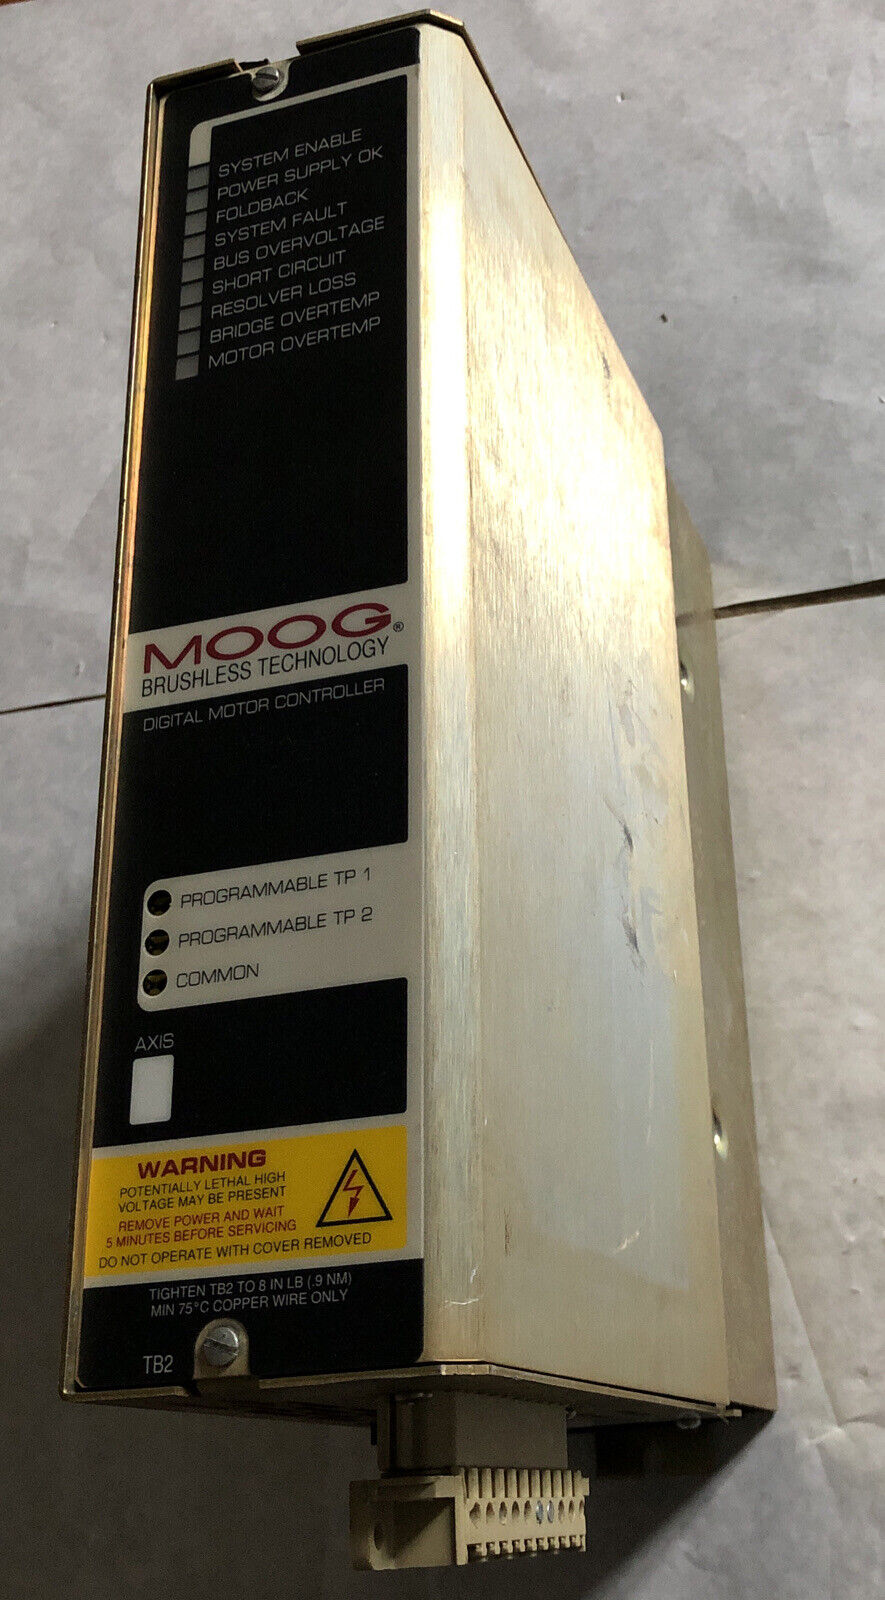 SYSTEM ENABLE
POWER SUPPLY OK
FOLDBACK
SYSTEM FAULT
BUS OVERVOLTAGE
SHORT CIRCUIT
RESOLVER LOSS
BRIDGE OVERTEMP
MOTOR OVERTEMP
MOOG®
BRUSHLESS TECHNOLOGY
DIGITAL MOTOR CONTROLLER
PROGRAMMABLE TP 1
PROGRAMMABLE TP 2
COMMON
AXIS
WARNING
POTENTIALLY LETHAL HIGH
VOLTAGE MAY BE PRESENT
REMOVE POWER AND WAIT
5 MINUTES BEFORE SERVICING
DO NOT OPERATE WITH COVER REMOVED
TIGHTEN TB2 TO 8 IN LB (.9 NM)
MIN 75°C COPPER WIRE ONLY
TB2